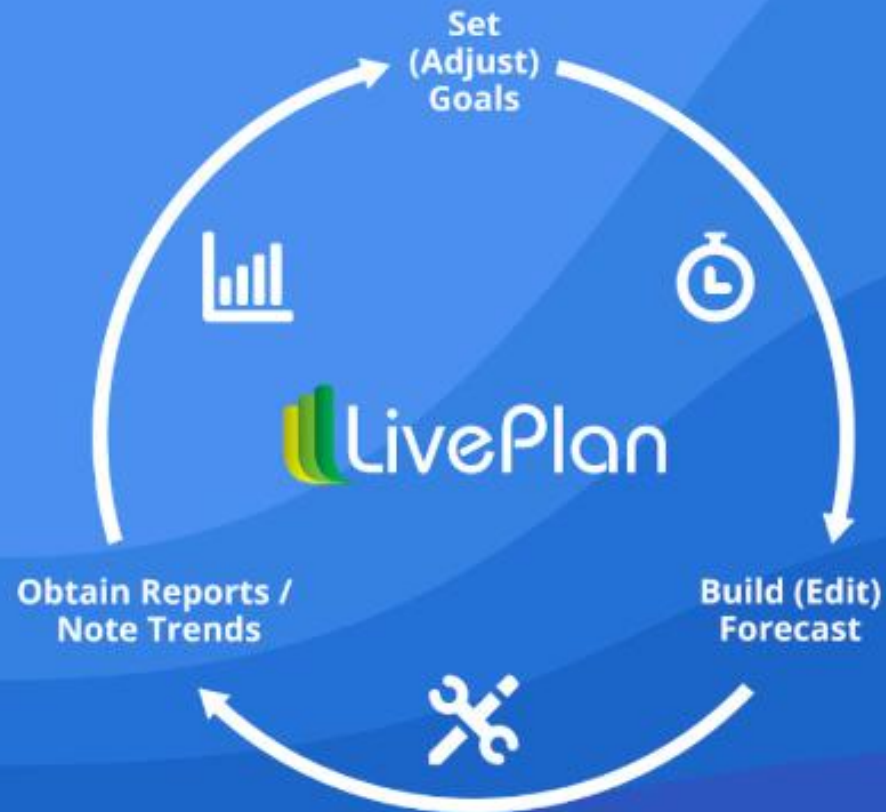 Set
(Adjust)
Goals
LivePlan
Obtain Reports /
Note Trends
Build (Edit)
Forecast